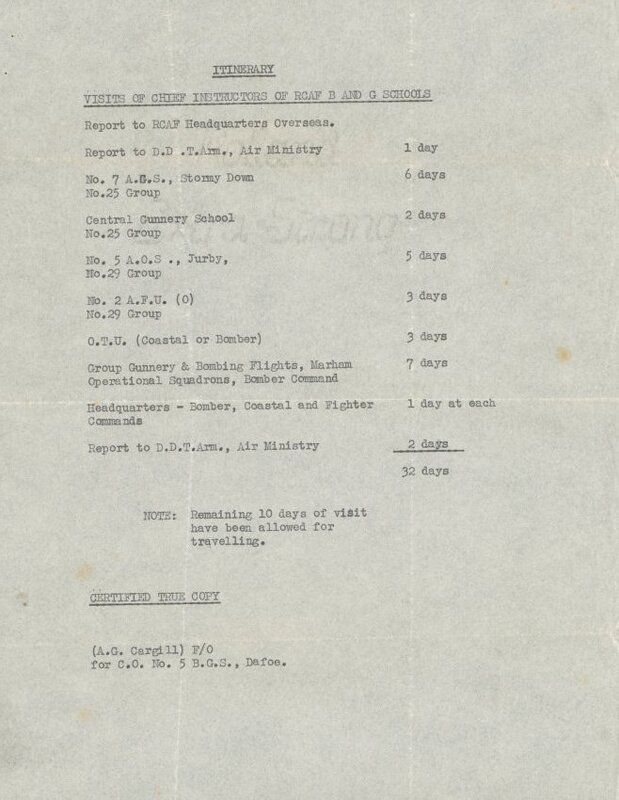 ITINERARY
VISITS OF CHIEF INSTRUCTORS OF RCAF B AND G SCHOOLS
Report to RCAF Headquarters Overseas.
Report to D.D .T.Arm., Air Ministry 1 day
No. 7 A.G.S., Stormy Down 6 days
No.25 Group
Central Gunnery School 2 days
No.25 Group
No. 5 A.O.S ., Jurby, 5 days
No.29 Group
No. 2 A.F.U. (O) 3 days
No.29 Group
O.T.U. (Coastal or Bomber) 3 days
Group Gunnery & Bombing Flights, Marham 7 days
Operational Squadrons, Bomber Command
Headquarters - Bomber, Coastal and Fighter 1 day at each
Commands
Report to D.D.T.Arm., Air Ministry 2 days
32 days
NOTE: Remaining 10 days of visit
have been allowed for
travelling.
CERTIFIED TRUE COPY
(A.G. Cargill) F/O
for C.O. No. 5 B.G.S., Dafoe.